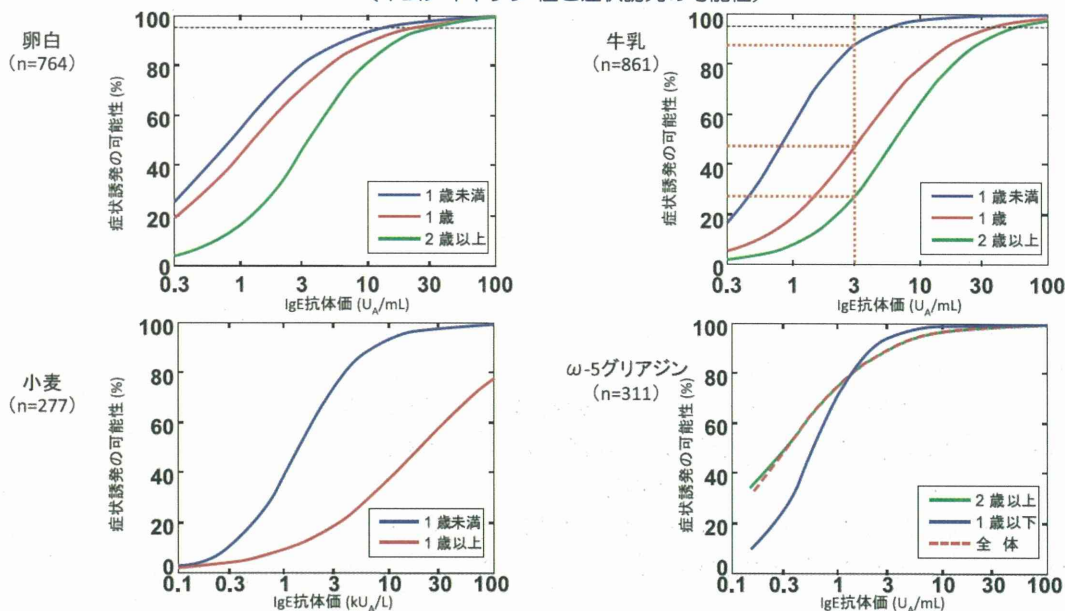 卵白
(n=764)
症状誘発の可能性 (%)
100
80
60
40
20
0
1 歳未満
1 歳
2 歳以上
0.3
1
3
10
30
100
IgE抗体価 (UA/mL)
牛乳
(n=861)
症状誘発の可能性 (%)
100
80
60
40
20
0
1 歳未満
1 歳
2 歳以上
0.3
1
3
10
30
100
IgE抗体価 (UA/mL)
小麦
(n=277)
症状誘発の可能性 (%)
100
80
60
40
20
0
1 歳未満
1 歳以上
0.1
0.3
1
3
10
30
100
IgE抗体価 (kUA/L)
ω-5グリアジン
(n=311)
症状誘発の可能性 (%)
100
80
60
40
20
0
2 歳以上
1 歳以下
全 体
0.1
0.3
1
3
10
30
100
IgE抗体価 (UA/mL)